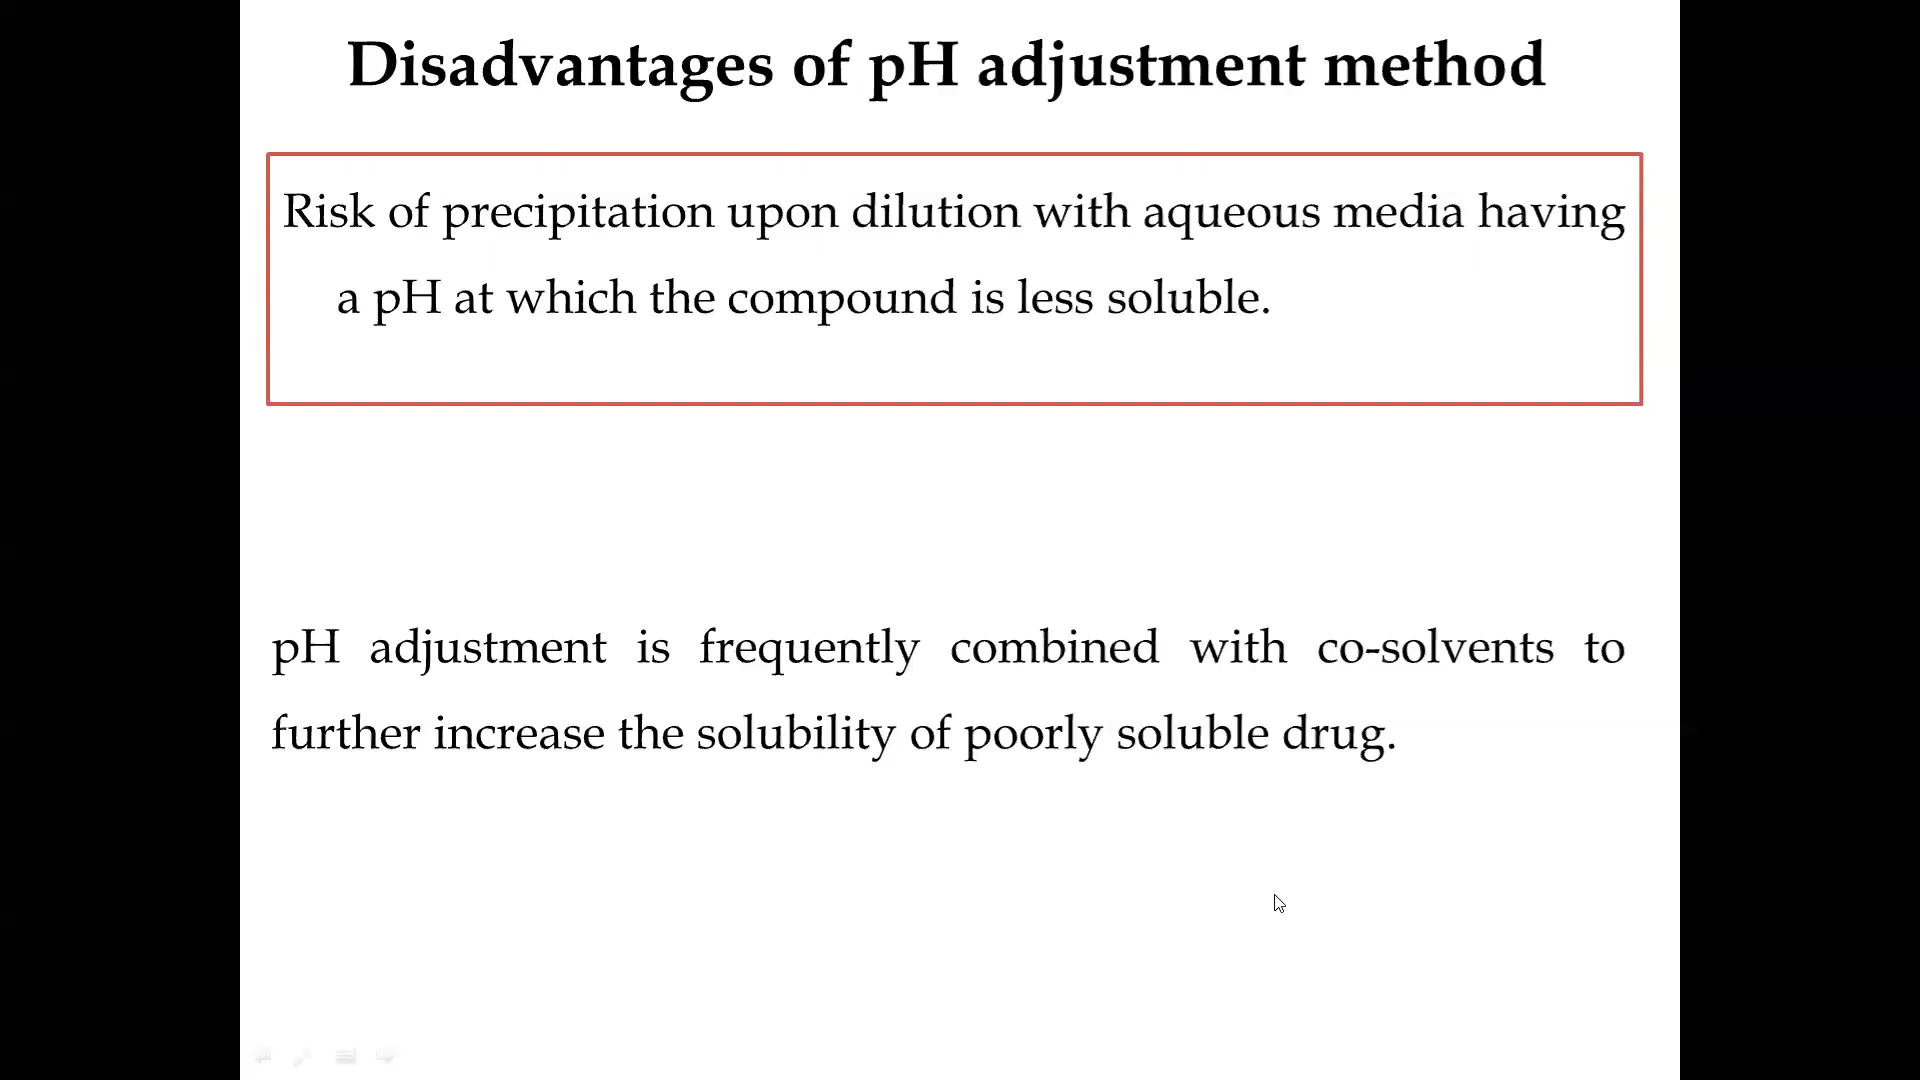 Disadvantages of pH adjustment method
Risk of precipitation upon dilution with aqueous media having
a pH at which the compound is less soluble.
pH adjustment is frequently combined with co-solvents to
further increase the solubility of poorly soluble drug.